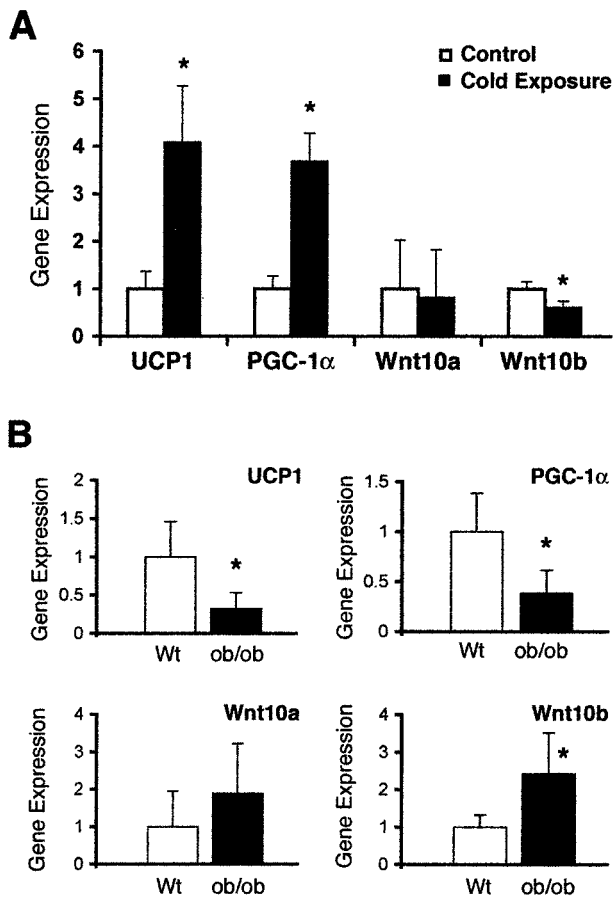 A
Gene Expression
6
5
4
3
2
1
0
Control
Cold Exposure
*
*
*
UCP1 PGC-1α Wnt10a Wnt10b
B
UCP1
Gene Expression
2
1.5
1
0.5
0
*
Wt ob/ob
PGC-1α
Gene Expression
1.5
1
0.5
0
*
Wt ob/ob
Wnt10a
Gene Expression
4
3
2
1
0
Wt ob/ob
Wnt10b
Gene Expression
4
3
2
1
0
*
Wt ob/ob